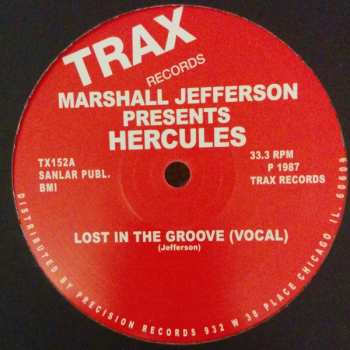 TRAX
RECORDS
MARSHALL JEFFERSON
PRESENTS
HERCULES
TX152A
SANLAR PUBL.
BMI
33.3 RPM
P 1987
TRAX RECORDS
LOST IN THE GROOVE (VOCAL)
(Jefferson)
DISTRIBUTED BY PRECISION RECORDS 932 W 38 PLACE CHICAGO IL. 60609